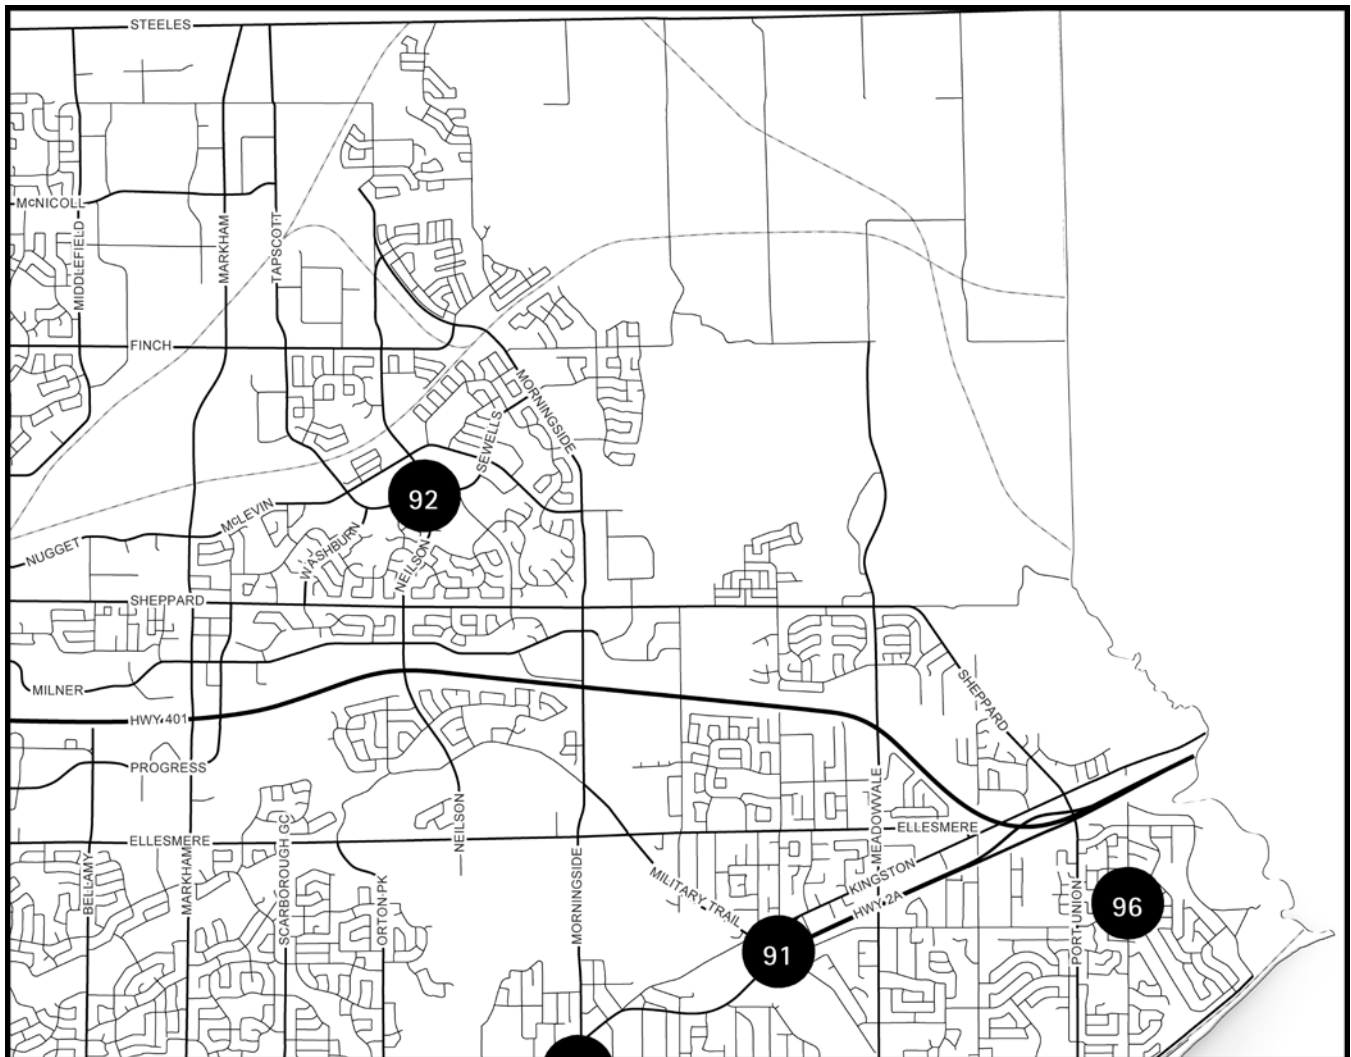 STEELES
McNICOLL
MIDDLEFIELD
MARKHAM
TAPSCOTT
FINCH
MORNINGSIDE
SEWELLS
92
McLEVIN
WASHBURN
NUGGET
NEILSON
SHEPPARD
MILNER
SHEPPARD
HWY 401
PROGRESS
MEADOWVALE
NEILSON
ELLESMERE
ELLESMERE
BELLAMY
MARKHAM
SCARBOROUGH GC
ORTON PK
MORNINGSIDE
MILITARY TRAIL
KINGSTON
HWY 2A
PORT UNION
96
91